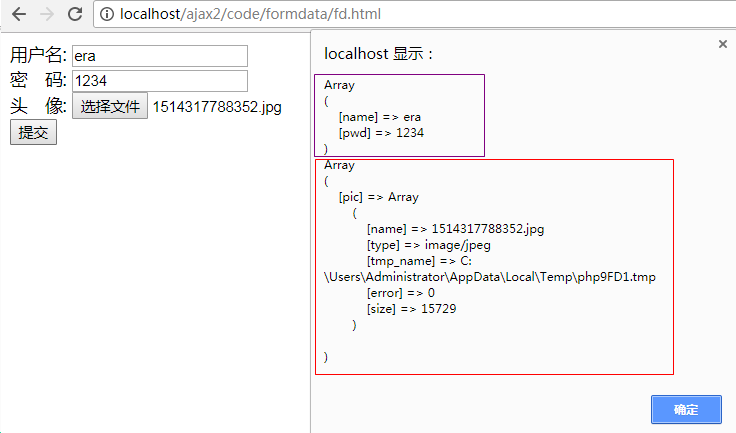 localhost/ajax2/code/formdata/fd.html
用户名: era
密 码: 1234
头 像: 选择文件 1514317788352.jpg
提交
localhost 显示：
Array
(
[name] => era
[pwd] => 1234
)
Array
(
[pic] => Array
(
[name] => 1514317788352.jpg
[type] => image/jpeg
[tmp_name] => C:
\Users\Administrator\AppData\Local\Temp\php9FD1.tmp
[error] => 0
[size] => 15729
)
)
确定